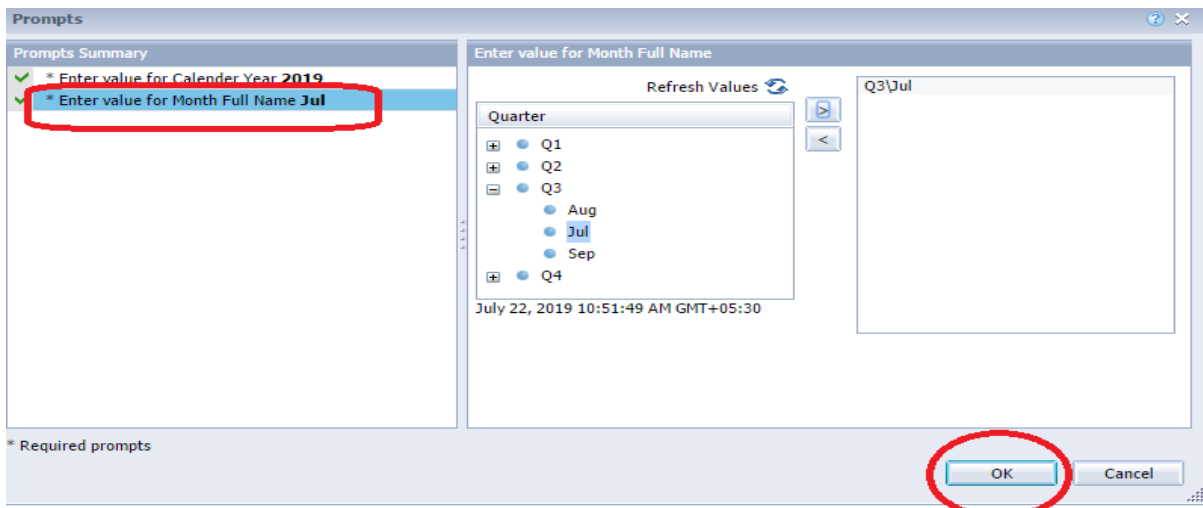 Prompts
Prompts Summary
* Enter value for Calender Year 2019
* Enter value for Month Full Name Jul
Enter value for Month Full Name
Refresh Values
Quarter
Q1
Q2
Q3
Aug
Jul
Sep
Q4
July 22, 2019 10:51:49 AM GMT+05:30
>
<
Q3\Jul
* Required prompts
OK
Cancel